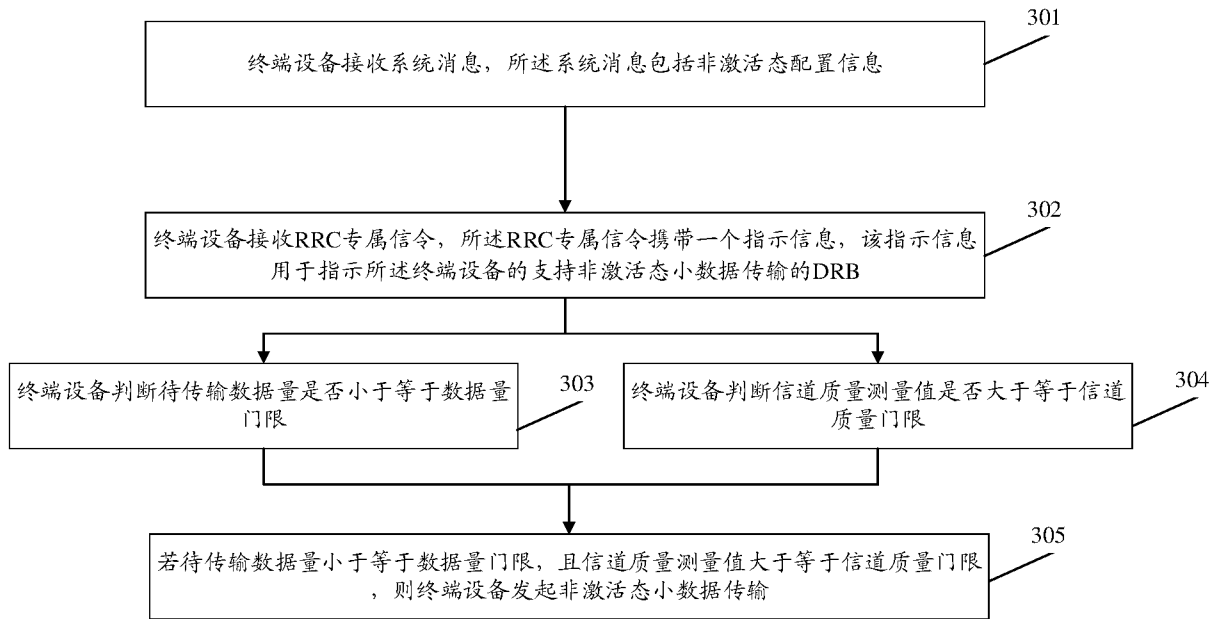 301
终端设备接收系统消息，所述系统消息包括非激活态配置信息
302
终端设备接收RRC专属信令，所述RRC专属信令携带一个指示信息，该指示信息
用于指示所述终端设备的支持非激活态小数据传输的DRB
终端设备判断待传输数据量是否小于等于数据量
门限
303
终端设备判断信道质量测量值是否大于等于信道
质量门限
304
305
若待传输数据量小于等于数据量门限，且信道质量测量值大于等于信道质量门限
，则终端设备发起非激活态小数据传输